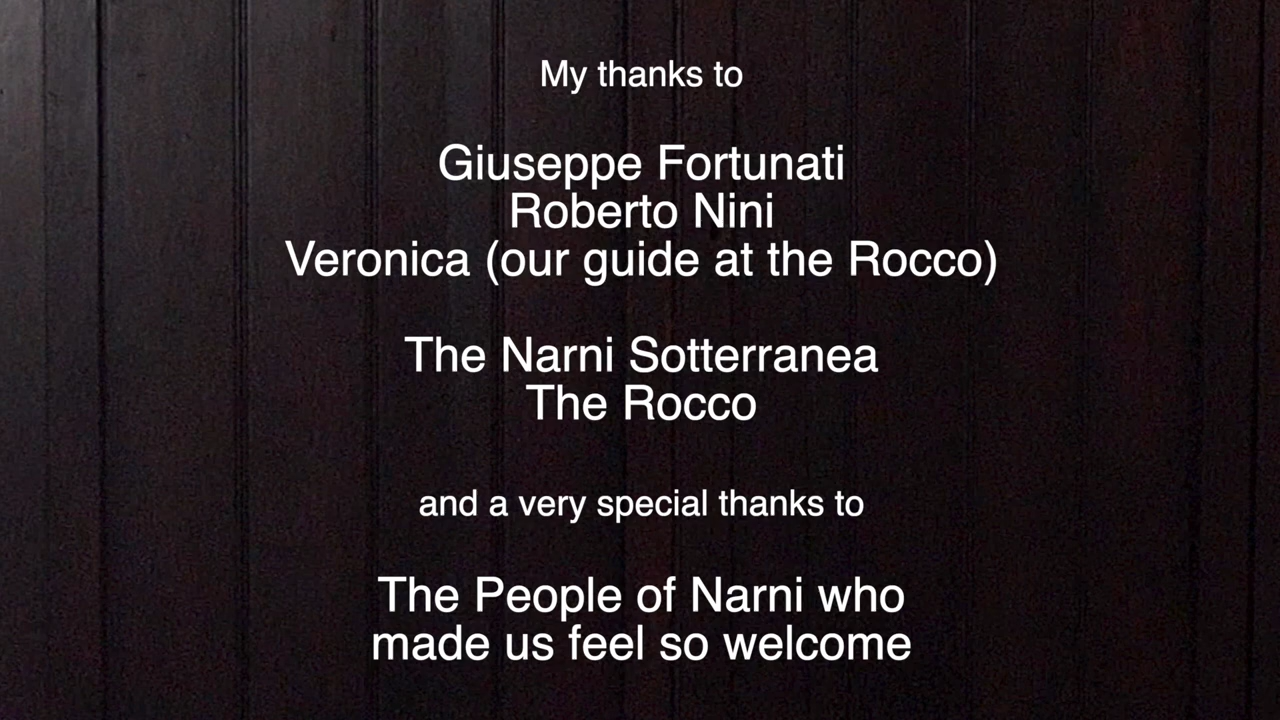 My thanks to
Giuseppe Fortunati
Roberto Nini
Veronica (our guide at the Rocco)
The Narni Sotterranea
The Rocco
and a very special thanks to
The People of Narni who
made us feel so welcome